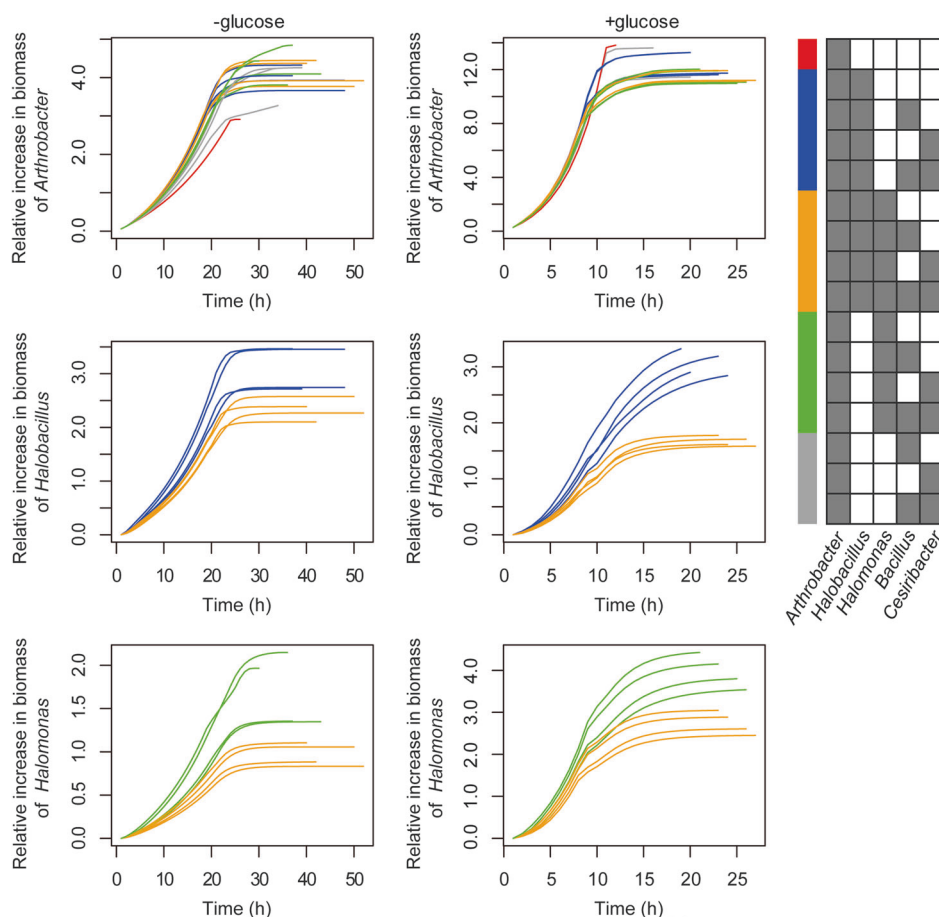 -glucose
+glucose
Relative increase in biomass
of Arthrobacter
0.0 1.0 2.0 3.0 4.0
0 10 20 30 40 50
Time (h)
Relative increase in biomass
of Arthrobacter
0.0 4.0 8.0 12.0
0 5 10 15 20 25
Time (h)
Relative increase in biomass
of Halobacillus
0.0 1.0 2.0 3.0
0 10 20 30 40 50
Time (h)
Relative increase in biomass
of Halobacillus
0.0 1.0 2.0 3.0
0 5 10 15 20 25
Time (h)
Arthrobacter
Halobacillus
Halomonas
Bacillus
Cesiribacter
Relative increase in biomass
of Halomonas
0.0 0.5 1.0 1.5 2.0
0 10 20 30 40 50
Time (h)
Relative increase in biomass
of Halomonas
0.0 1.0 2.0 3.0 4.0
0 5 10 15 20 25
Time (h)